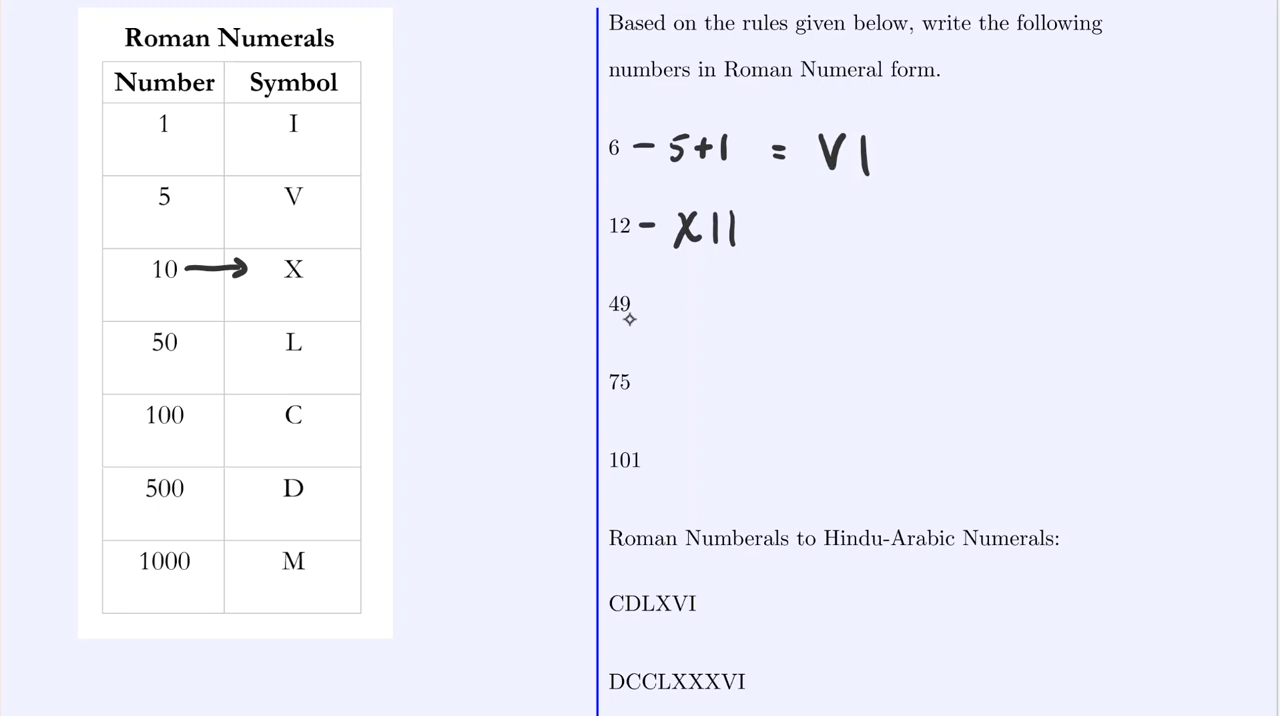 Roman Numerals
Number Symbol
1 I
5 V
10 → X
50 L
100 C
500 D
1000 M
Based on the rules given below, write the following
numbers in Roman Numeral form.
6 - 5+1 = VI
12 - XII
49
75
101
Roman Numberals to Hindu-Arabic Numerals:
CDLXVI
DCCLXXXVI